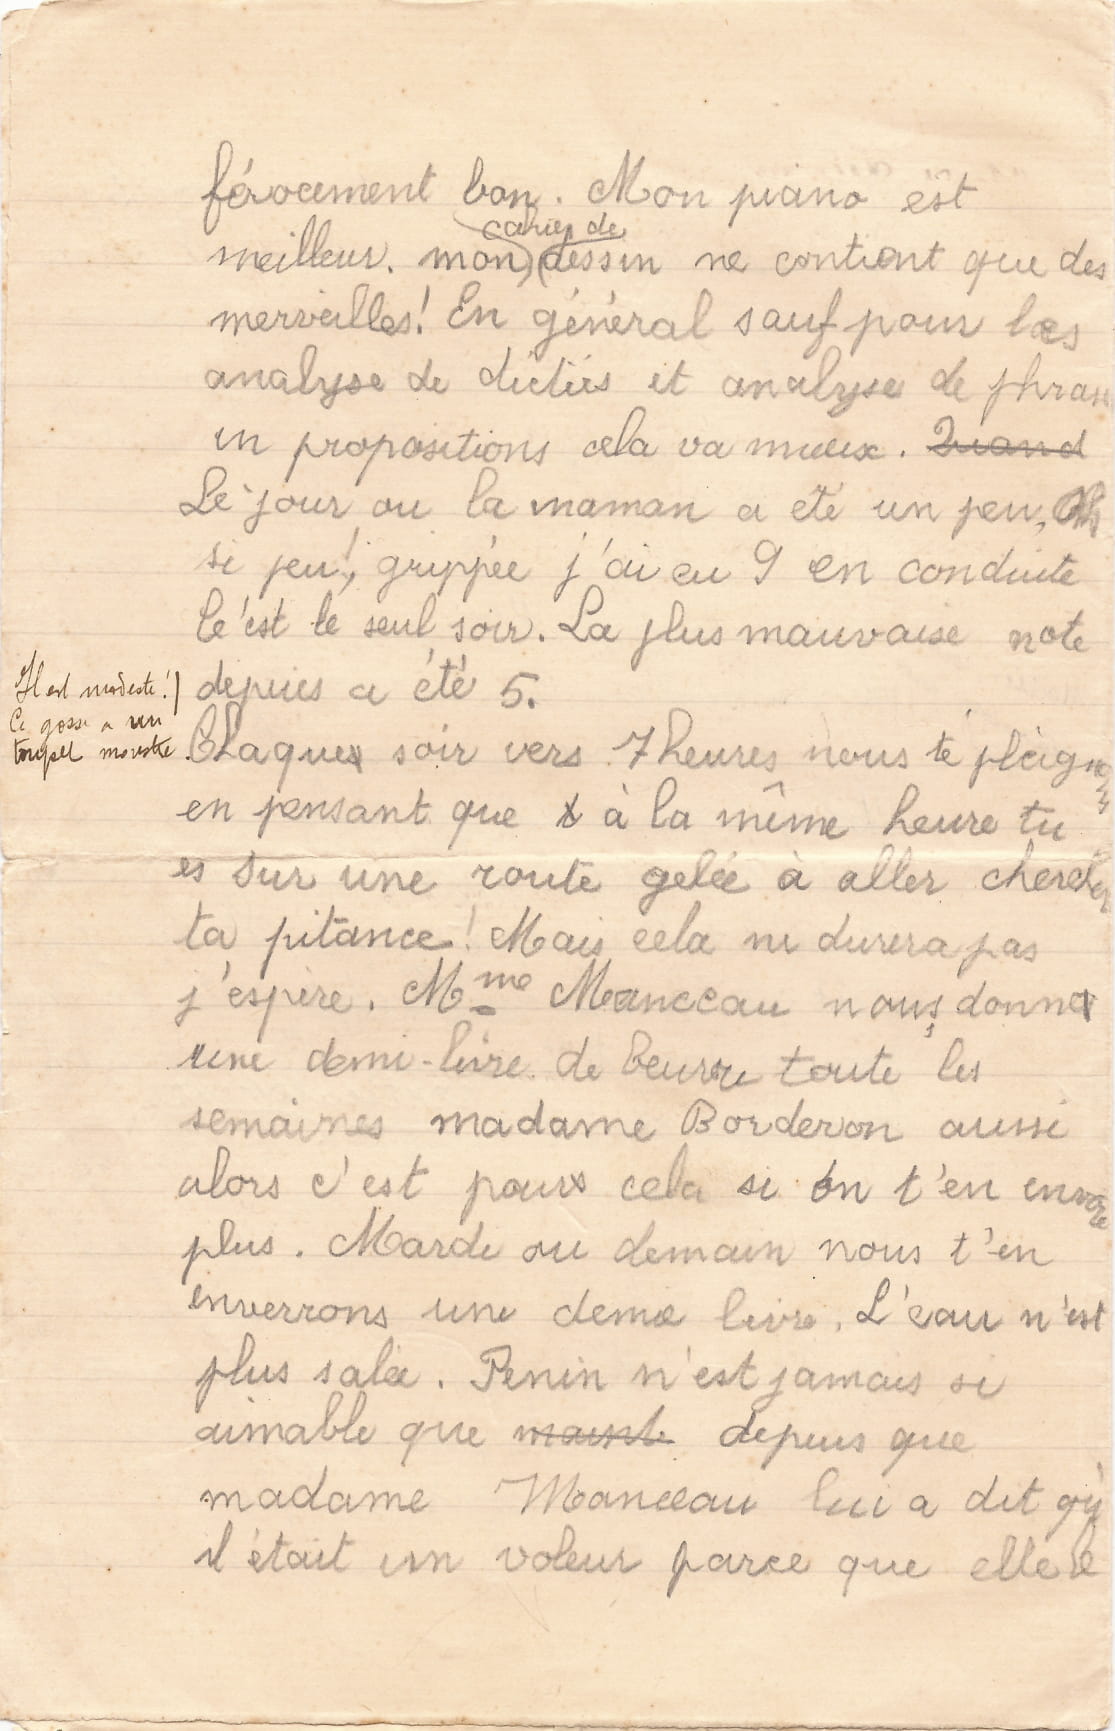 férocement bon. Mon piano est
cahier de
meilleur. mon dessin ne contient que des
merveilles! En général sauf pour les
analyse de dictées et analyse de phrase
en propositions cela va mieux. Quand
Le jour ou la maman a été un peu, Oh
si peu!, grippée j'ai eu 9 en conduite
C'est le seul soir. La plus mauvaise note
depuis a été 5.
Il est modeste!
Ce gosse a un
toupet monstre.
Chaque soir vers 7 heures nous te plaignons
en pensant que à la même heure tu
es sur une route gelée à aller chercher
ta pitance! Mais cela ne durera pas
j'espère. Mme Manceau nous donne
une demi-livre de beurre toute les
semaines madame Borderon aussi
alors c'est pour cela si on t'en envoie
plus. Mardi ou demain nous t'en
enverrons une demie livre. L'eau n'est
plus salée. Penin n'est jamais si
aimable que maint depuis que
madame Manceau lui a dit qu'
il était un voleur parce que elle